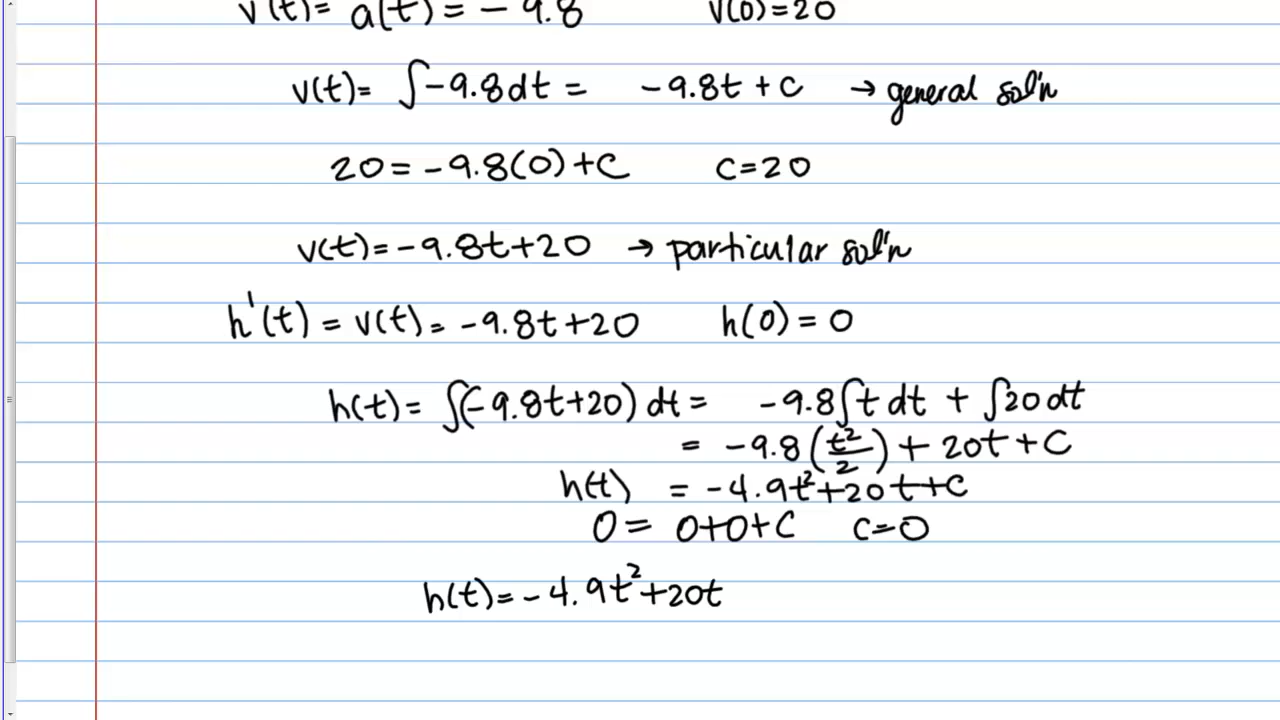 v'(t) = a(t) = - 9.8 v(0) = 20
v(t) = ∫ -9.8 dt = -9.8t + C → general sol'n
20 = -9.8(0) + C C = 20
v(t) = -9.8t + 20 → particular sol'n
h'(t) = v(t) = -9.8t + 20 h(0) = 0
h(t) = ∫(-9.8t + 20) dt = -9.8∫t dt + ∫20 dt
= -9.8(t²/2) + 20t + C
h(t) = -4.9t² + 20t + C
0 = 0 + 0 + C C = 0
h(t) = -4.9t² + 20t